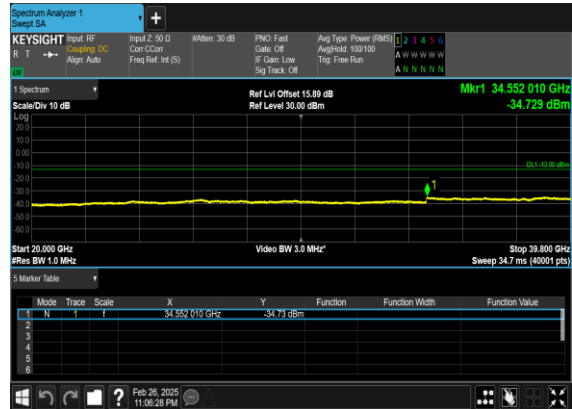 Spectrum Analyzer 1
Swept SA
KEYSIGHT Input: RF Input Z: 50 Ω #Atten: 30 dB PNO: Fast Avg Type: Power (RMS) 1 2 3 4 5 6
R T Coupling: DC Corr CCorr Gate: Off Avg|Hold: 100/100 A W W W W W
Align: Auto Freq Ref: Int (S) IF Gain: Low Trig: Free Run
Sig Track: Off A N N N N N
1 Spectrum Ref Lvl Offset 15.89 dB Mkr1 34.552 010 GHz
Scale/Div 10 dB Ref Level 30.00 dBm -34.729 dBm
Log
20.0
10.0
0.00
-10.0 DL1 -13.00 dBm
-20.0
-30.0 1
-40.0
-50.0
-60.0
Start 20.000 GHz Video BW 3.0 MHz* Stop 39.800 GHz
#Res BW 1.0 MHz Sweep 34.7 ms (40001 pts)
5 Marker Table
Mode Trace Scale X Y Function Function Width Function Value
1 N 1 f 34.552 010 GHz -34.73 dBm
2
3
4
5
6
Feb 26, 2025
11:06:28 PM